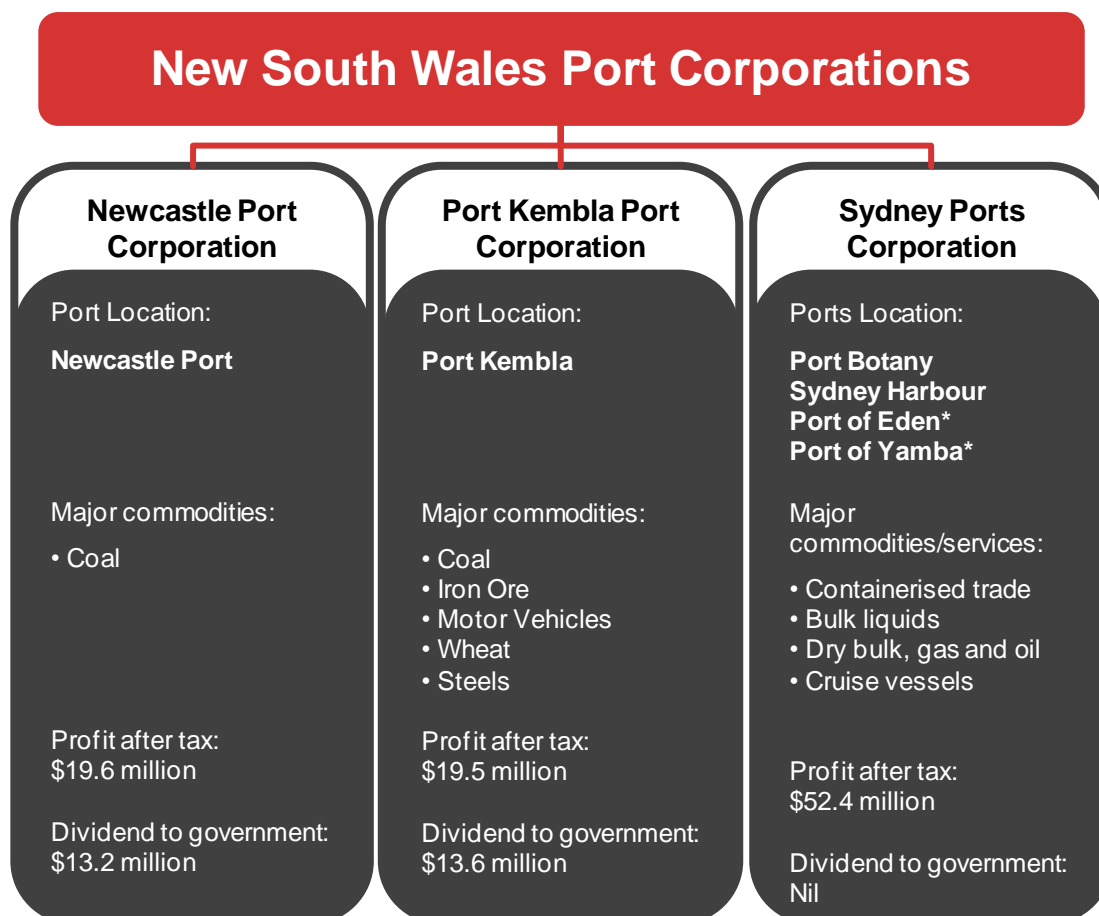 New South Wales Port Corporations
Newcastle Port
Corporation
Port Location:
Newcastle Port
Major commodities:
• Coal
Profit after tax:
$19.6 million
Dividend to government:
$13.2 million
Port Kembla Port
Corporation
Port Location:
Port Kembla
Major commodities:
• Coal
• Iron Ore
• Motor Vehicles
• Wheat
• Steels
Profit after tax:
$19.5 million
Dividend to government:
$13.6 million
Sydney Ports
Corporation
Ports Location:
Port Botany
Sydney Harbour
Port of Eden*
Port of Yamba*
Major
commodities/services:
• Containerised trade
• Bulk liquids
• Dry bulk, gas and oil
• Cruise vessels
Profit after tax:
$52.4 million
Dividend to government:
Nil